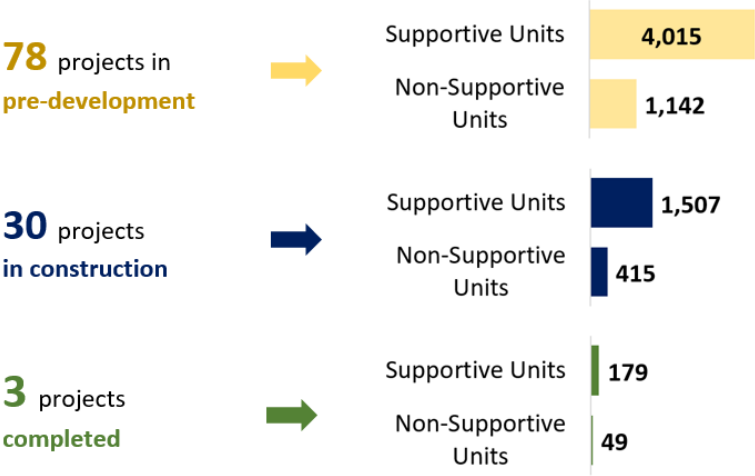 78 projects in
pre-development
Supportive Units
4,015
Non-Supportive
Units
1,142
30 projects
in construction
Supportive Units
1,507
Non-Supportive
Units
415
3 projects
completed
Supportive Units
179
Non-Supportive
Units
49